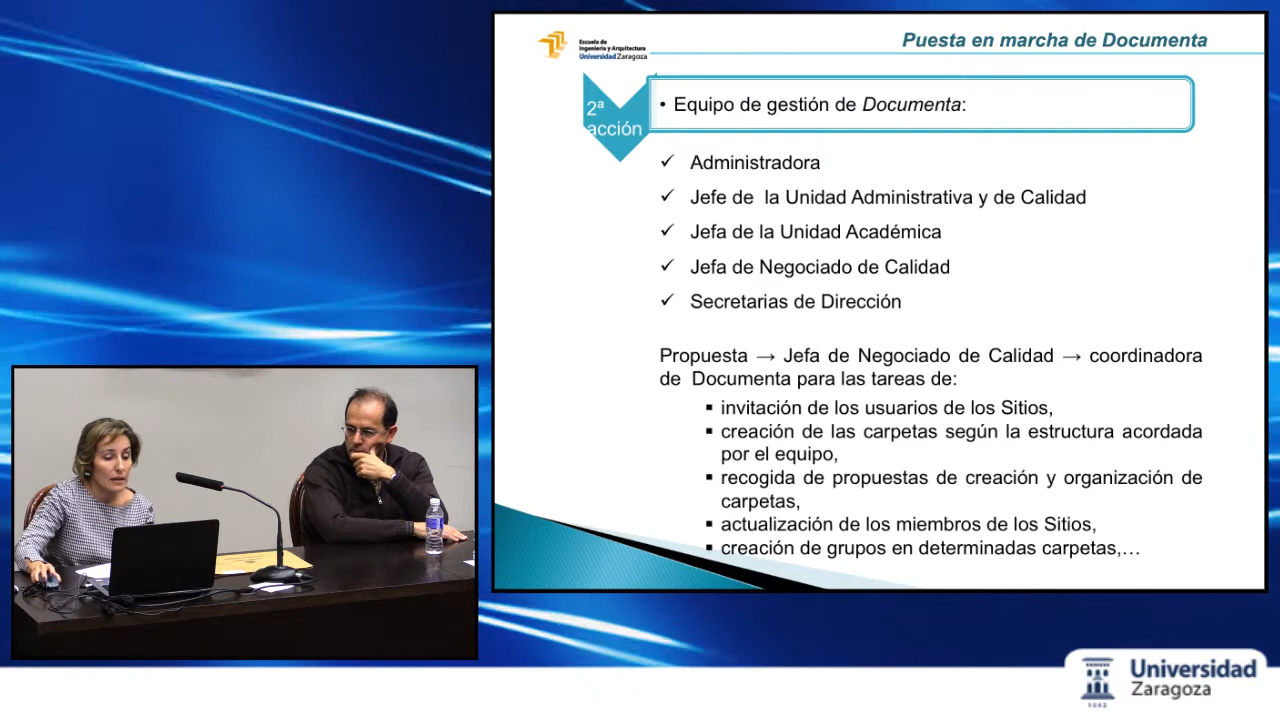 Escuela de
Ingeniería y Arquitectura
Universidad Zaragoza
Puesta en marcha de Documenta
2ª
acción
• Equipo de gestión de Documenta:
✓ Administradora
✓ Jefe de la Unidad Administrativa y de Calidad
✓ Jefa de la Unidad Académica
✓ Jefa de Negociado de Calidad
✓ Secretarias de Dirección
Propuesta → Jefa de Negociado de Calidad → coordinadora
de Documenta para las tareas de:
▪ invitación de los usuarios de los Sitios,
▪ creación de las carpetas según la estructura acordada
por el equipo,
▪ recogida de propuestas de creación y organización de
carpetas,
▪ actualización de los miembros de los Sitios,
▪ creación de grupos en determinadas carpetas,…
Universidad
Zaragoza
1542